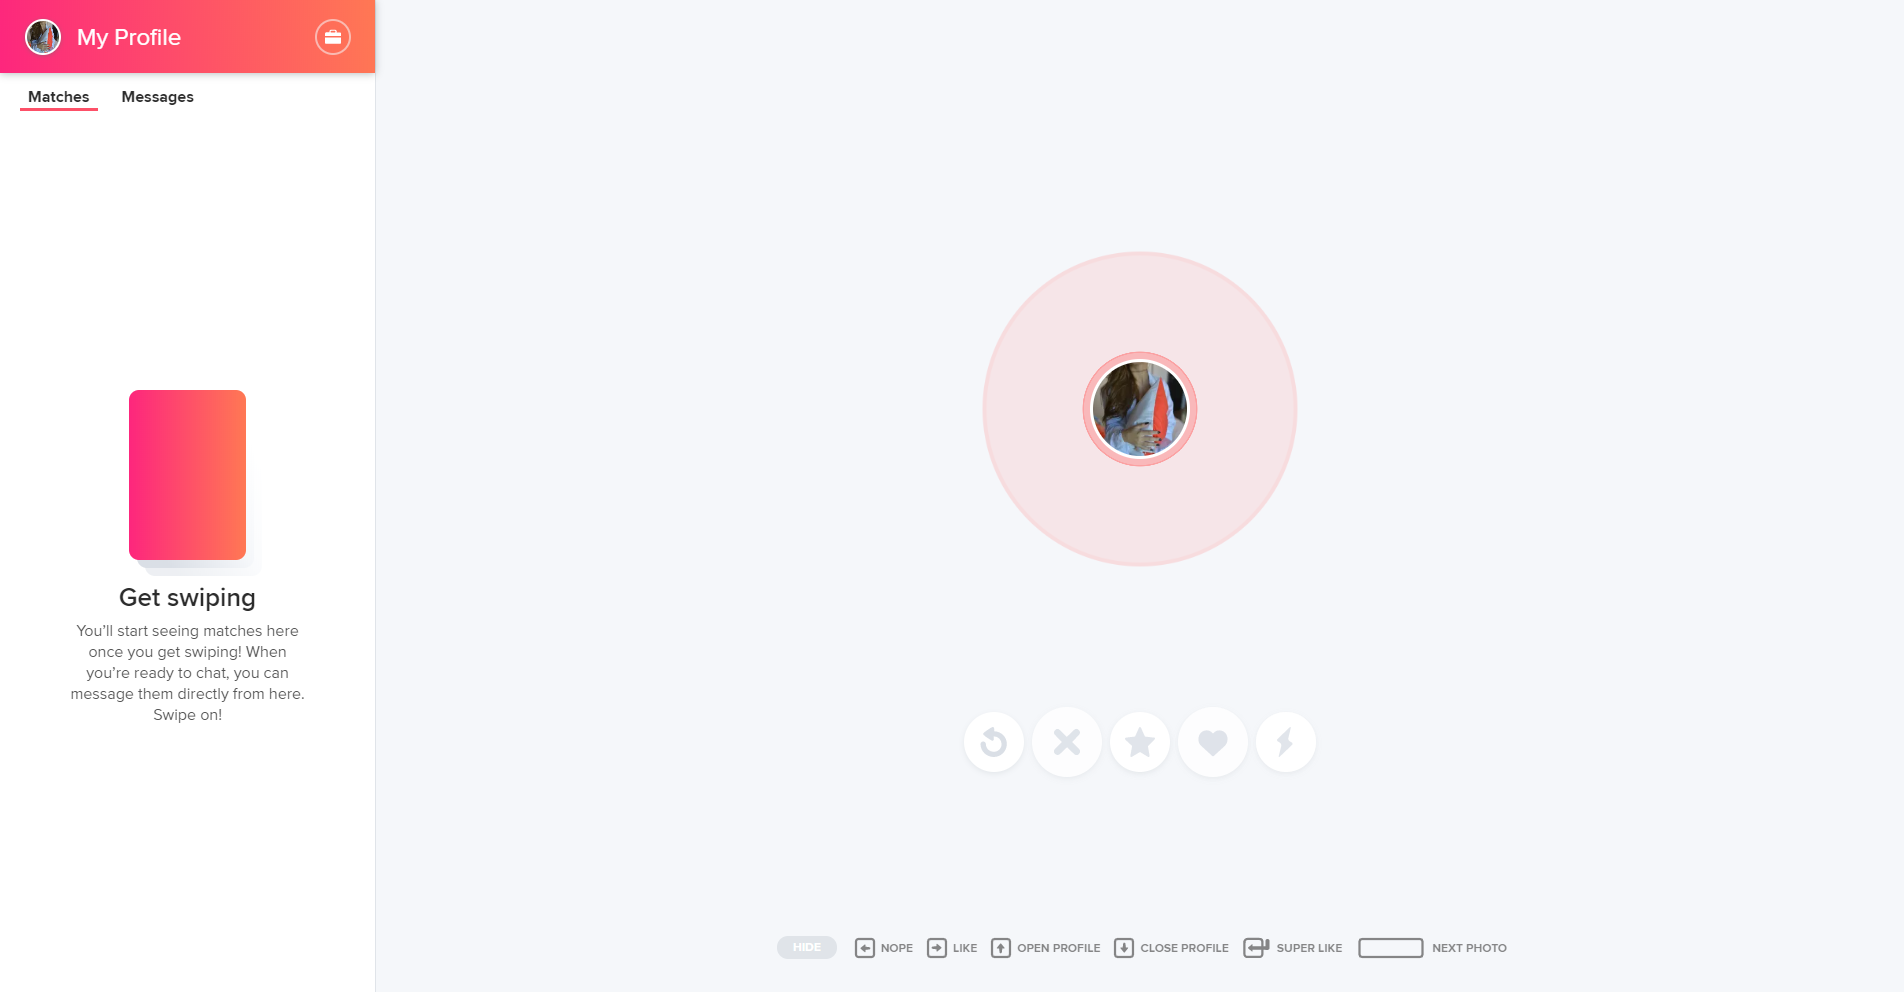 My Profile
Matches
Messages
Get swiping
You’ll start seeing matches here
once you get swiping! When
you’re ready to chat, you can
message them directly from here.
Swipe on!
HIDE
NOPE
LIKE
OPEN PROFILE
CLOSE PROFILE
SUPER LIKE
NEXT PHOTO